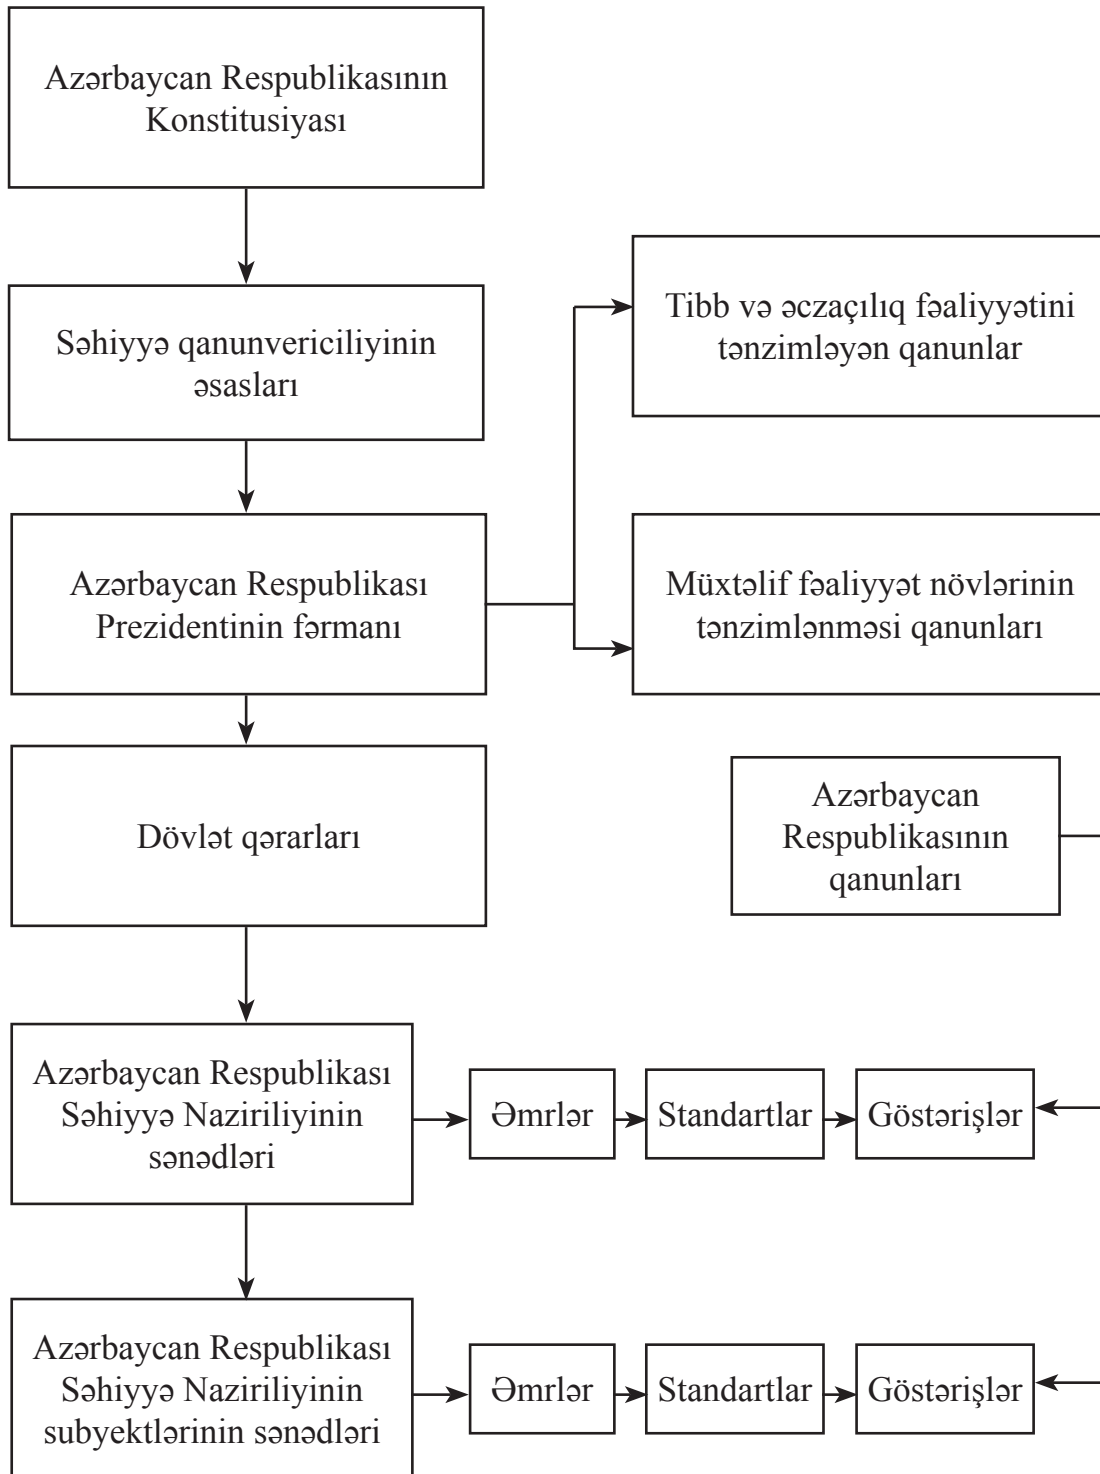 Azərbaycan Respublikasının
Konstitusiyası
Səhiyyə qanunvericiliyinin
əsasları
Tibb və əczaçılıq fəaliyyətini
tənzimləyən qanunlar
Azərbaycan Respublikası
Prezidentinin fərmanı
Müxtəlif fəaliyyət növlərinin
tənzimlənməsi qanunları
Dövlət qərarları
Azərbaycan
Respublikasının
qanunları
Azərbaycan Respublikası
Səhiyyə Naziriliyinin
sənədləri
Əmrlər
Standartlar
Göstərişlər
Azərbaycan Respublikası
Səhiyyə Naziriliyinin
subyektlərinin sənədləri
Əmrlər
Standartlar
Göstərişlər